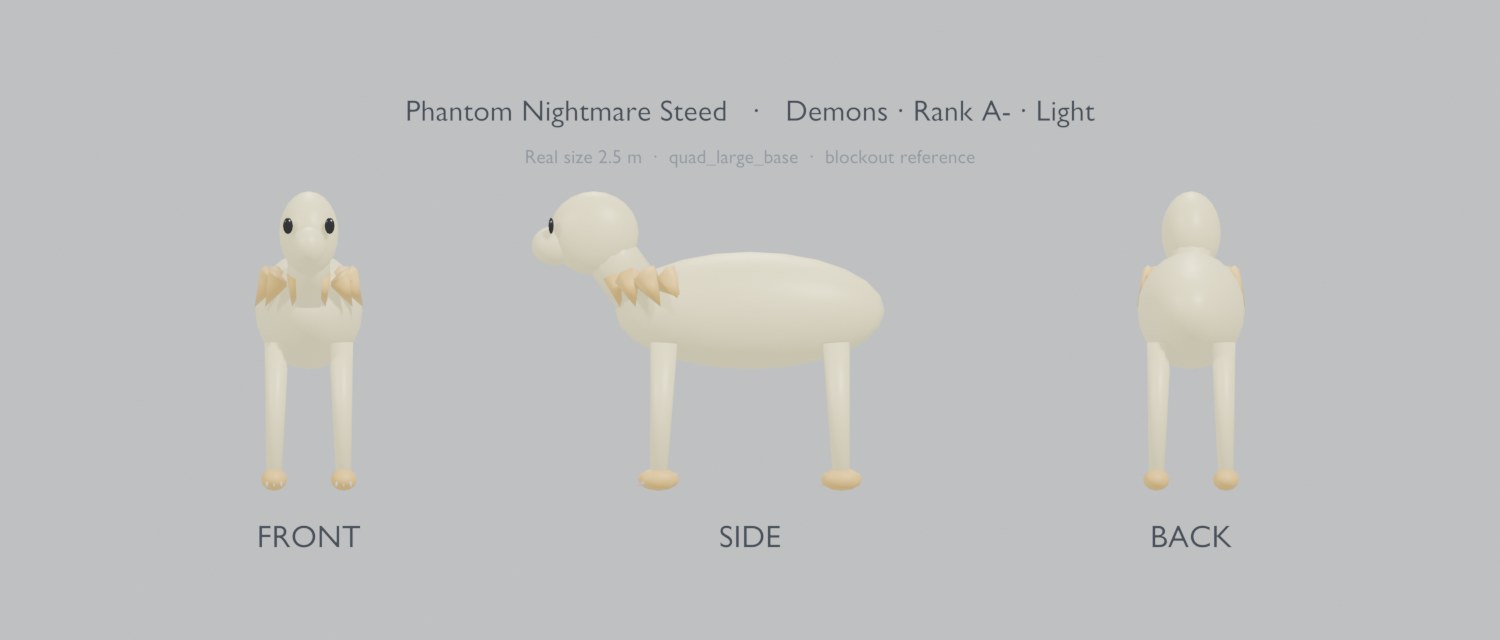 Phantom Nightmare Steed · Demons · Rank A- · Light
Real size 2.5 m · quad_large_base · blockout reference
FRONT
SIDE
BACK